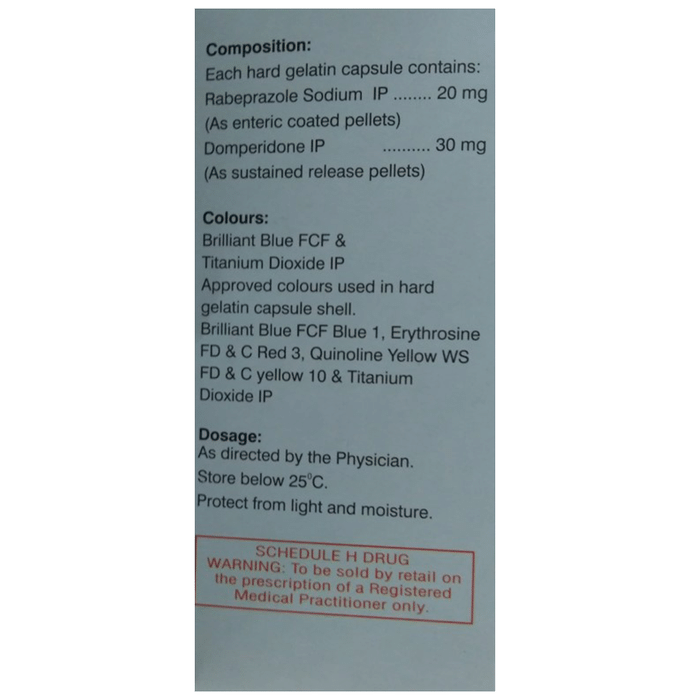 Composition:
Each hard gelatin capsule contains:
Rabeprazole Sodium IP ........ 20 mg
(As enteric coated pellets)
Domperidone IP .......... 30 mg
(As sustained release pellets)
Colours:
Brilliant Blue FCF &
Titanium Dioxide IP
Approved colours used in hard
gelatin capsule shell.
Brilliant Blue FCF Blue 1, Erythrosine
FD & C Red 3, Quinoline Yellow WS
FD & C yellow 10 & Titanium
Dioxide IP
Dosage:
As directed by the Physician.
Store below 25°C.
Protect from light and moisture.
SCHEDULE H DRUG
WARNING: To be sold by retail on
the prescription of a Registered
Medical Practitioner only.